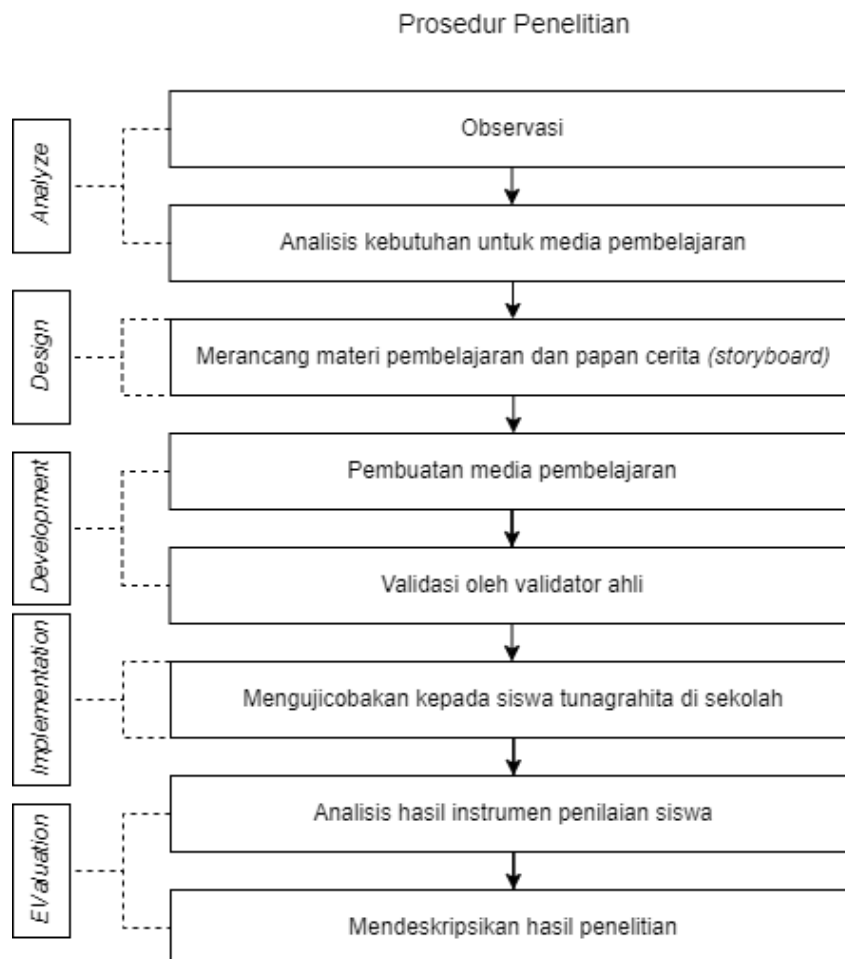 Prosedur Penelitian
Analyze
Observasi
Analisis kebutuhan untuk media pembelajaran
Design
Merancang materi pembelajaran dan papan cerita (storyboard)
Development
Pembuatan media pembelajaran
Validasi oleh validator ahli
Implementation
Mengujicobakan kepada siswa tunagrahita di sekolah
EValuation
Analisis hasil instrumen penilaian siswa
Mendeskripsikan hasil penelitian